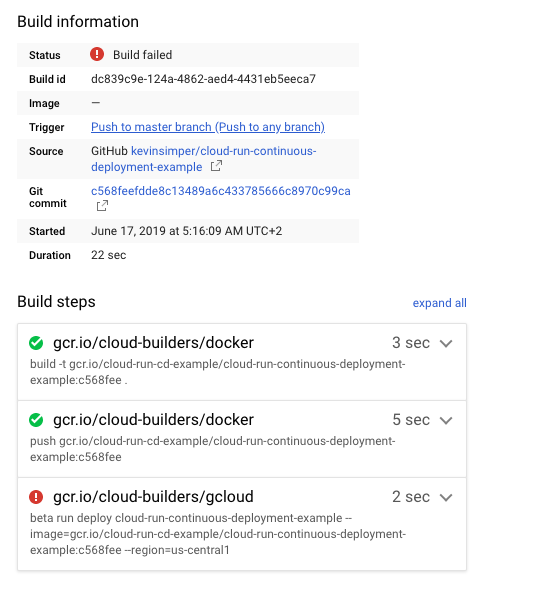 Build information
Status Build failed
Build id dc839c9e-124a-4862-aed4-4431eb5eeca7
Image —
Trigger Push to master branch (Push to any branch)
Source GitHub kevinsimper/cloud-run-continuous-
deployment-example
Git commit c568feefdde8c13489a6c433785666c8970c99ca
Started June 17, 2019 at 5:16:09 AM UTC+2
Duration 22 sec
Build steps expand all
gcr.io/cloud-builders/docker 3 sec
build -t gcr.io/cloud-run-cd-example/cloud-run-continuous-deployment-
example:c568fee .
gcr.io/cloud-builders/docker 5 sec
push gcr.io/cloud-run-cd-example/cloud-run-continuous-deployment-
example:c568fee
gcr.io/cloud-builders/gcloud 2 sec
beta run deploy cloud-run-continuous-deployment-example --
image=gcr.io/cloud-run-cd-example/cloud-run-continuous-deployment-
example:c568fee --region=us-central1